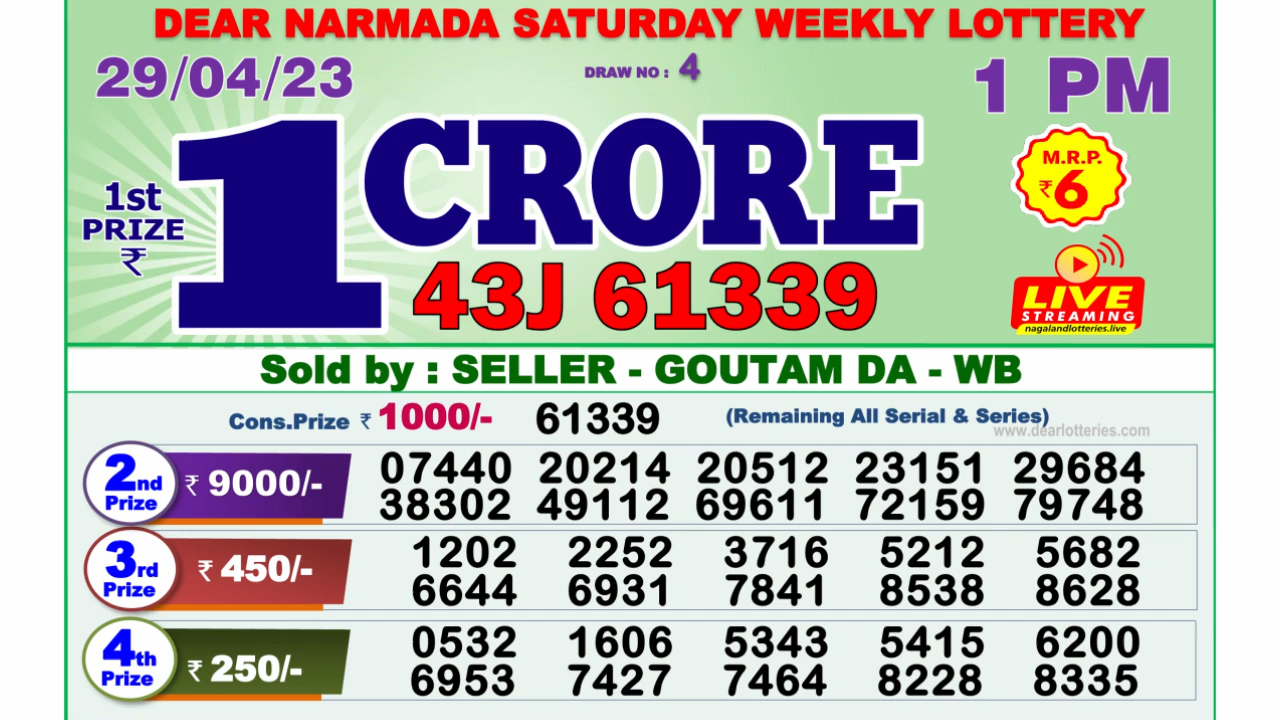 DEAR NARMADA SATURDAY WEEKLY LOTTERY
29/04/23
DRAW NO : 4
1 PM
1st
PRIZE
₹
1 CRORE
43J 61339
M.R.P.
₹6
LIVE
STREAMING
nagalandlotteries.live
Sold by : SELLER - GOUTAM DA - WB
Cons.Prize ₹ 1000/- 61339 (Remaining All Serial & Series)
www.dearlotteries.com
2nd Prize ₹ 9000/-
07440 20214 20512 23151 29684
38302 49112 69611 72159 79748
3rd Prize ₹ 450/-
1202 2252 3716 5212 5682
6644 6931 7841 8538 8628
4th Prize ₹ 250/-
0532 1606 5343 5415 6200
6953 7427 7464 8228 8335